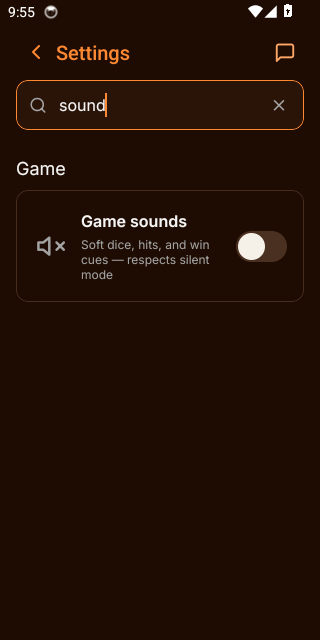 9:55
Settings
sound
Game
Game sounds
Soft dice, hits, and win
cues — respects silent
mode